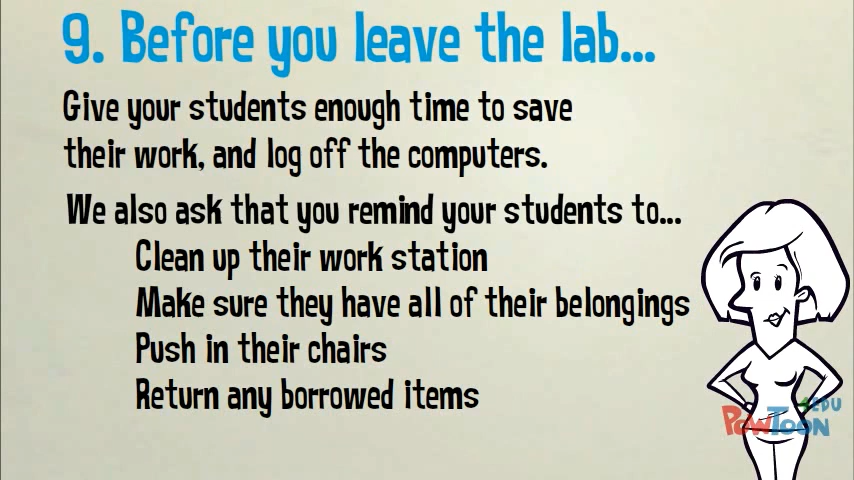 9. Before you leave the lab...
Give your students enough time to save
their work, and log off the computers.
We also ask that you remind your students to...
Clean up their work station
Make sure they have all of their belongings
Push in their chairs
Return any borrowed items
4EDU
POWTOON